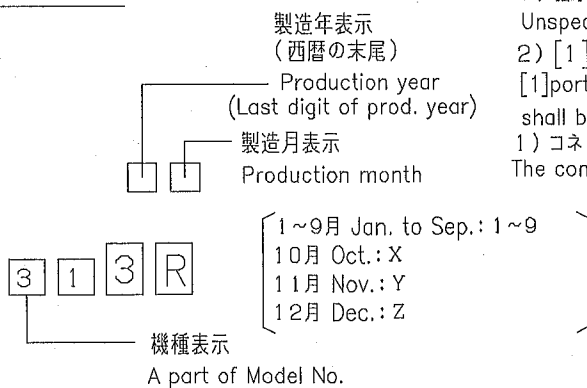 製造年表示
(西暦の末尾)
Production year
(Last digit of prod. year)
製造月表示
Production month
1~9月 Jan. to Sep.: 1~9
10月 Oct.: X
11月 Nov.: Y
12月 Dec.: Z
3 1 3 R
機種表示
A part of Model No.
2) [1]
[1]port
shall b
1) コネ
The con